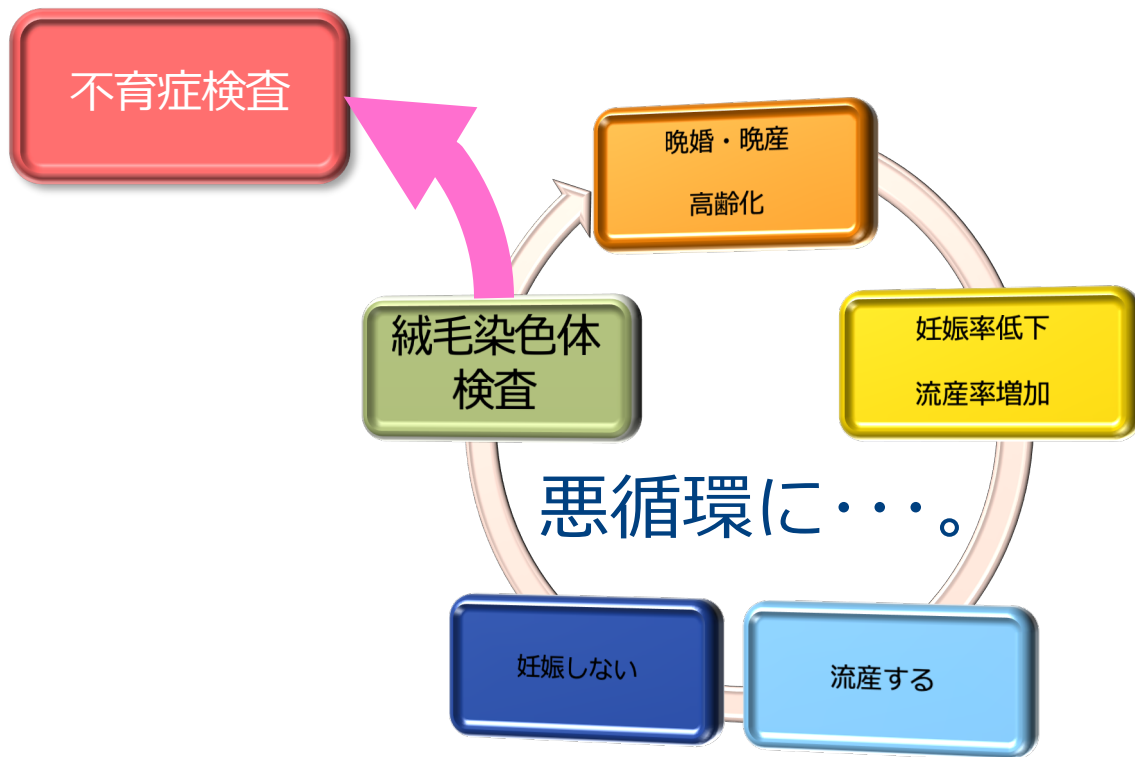 不育症検査
晩婚・晩産
高齢化
妊娠率低下
流産率増加
絨毛染色体
検査
悪循環に・・・。
妊娠しない
流産する